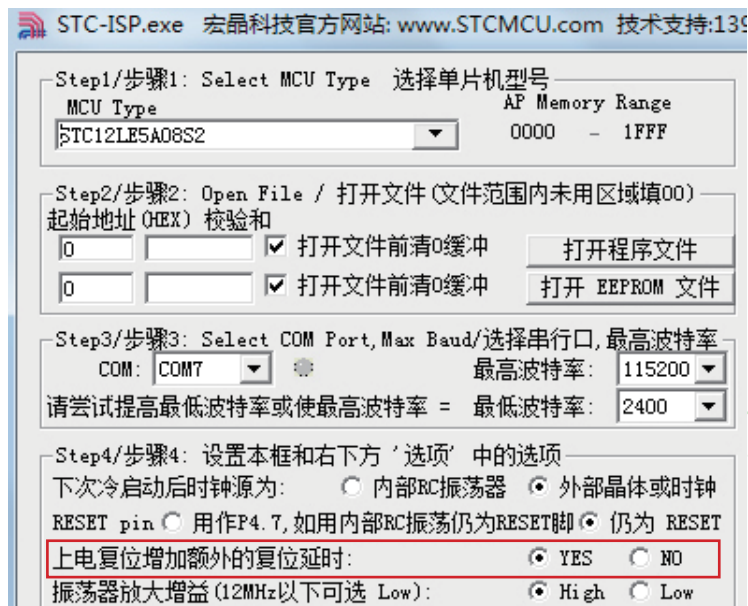 STC-ISP.exe 宏晶科技官方网站: www.STCMCU.com 技术支持:139
Step1/步骤1: Select MCU Type 选择单片机型号
MCU Type AP Memory Range
STC12LE5A08S2 0000 - 1FFF
Step2/步骤2: Open File / 打开文件(文件范围内未用区域填00)
起始地址(HEX) 校验和
0 打开文件前清0缓冲 打开程序文件
0 打开文件前清0缓冲 打开 EEPROM 文件
Step3/步骤3: Select COM Port,Max Baud/选择串行口,最高波特率
COM: COM7 最高波特率: 115200
请尝试提高最低波特率或使最高波特率 = 最低波特率: 2400
Step4/步骤4: 设置本框和右下方 '选项' 中的选项
下次冷启动后时钟源为: 内部RC振荡器 外部晶体或时钟
RESET pin 用作P4.7,如用内部RC振荡仍为RESET脚 仍为 RESET
上电复位增加额外的复位延时: YES NO
振荡器放大增益(12MHz以下可选 Low): High Low